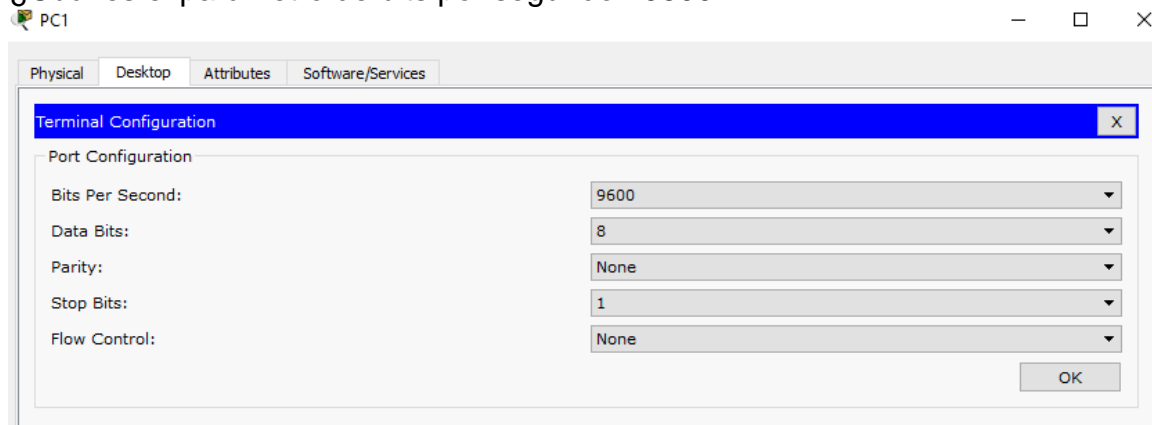 PC1
Physical Desktop Attributes Software/Services
Terminal Configuration X
Port Configuration
Bits Per Second: 9600
Data Bits: 8
Parity: None
Stop Bits: 1
Flow Control: None
OK